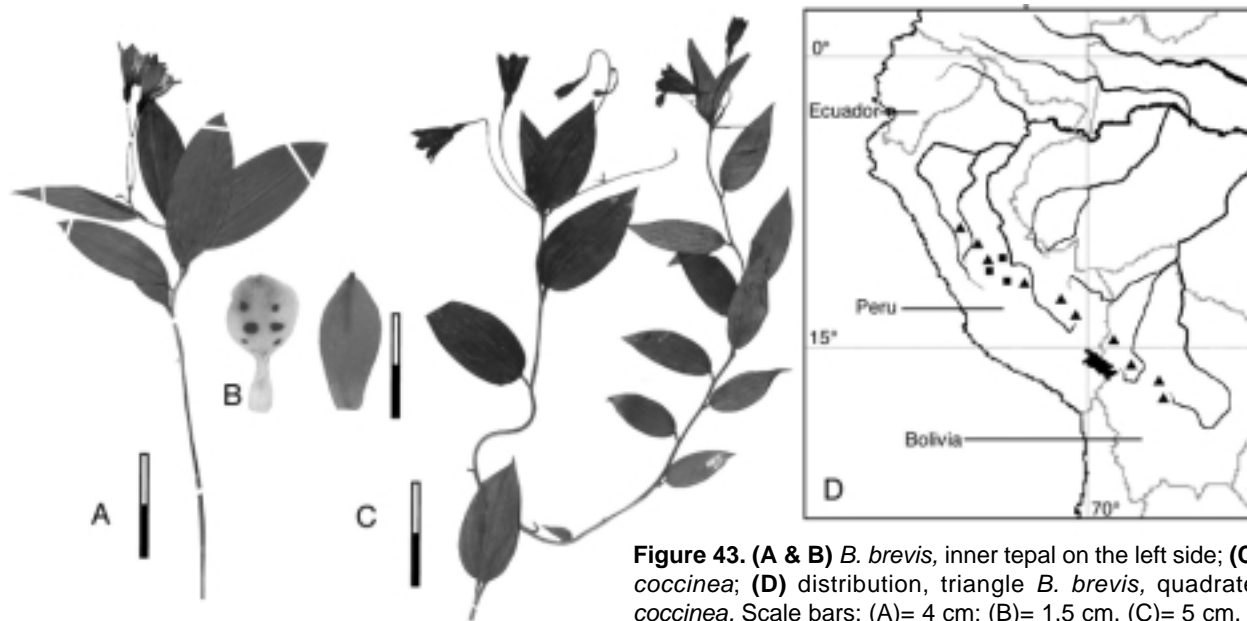 A
B
C
0°
Ecuador
Peru
15°
Bolivia
D
70°
Figure 43. (A & B) B. brevis, inner tepal on the left side; (C
coccinea; (D) distribution, triangle B. brevis, quadrate
coccinea. Scale bars: (A)= 4 cm; (B)= 1.5 cm, (C)= 5 cm.